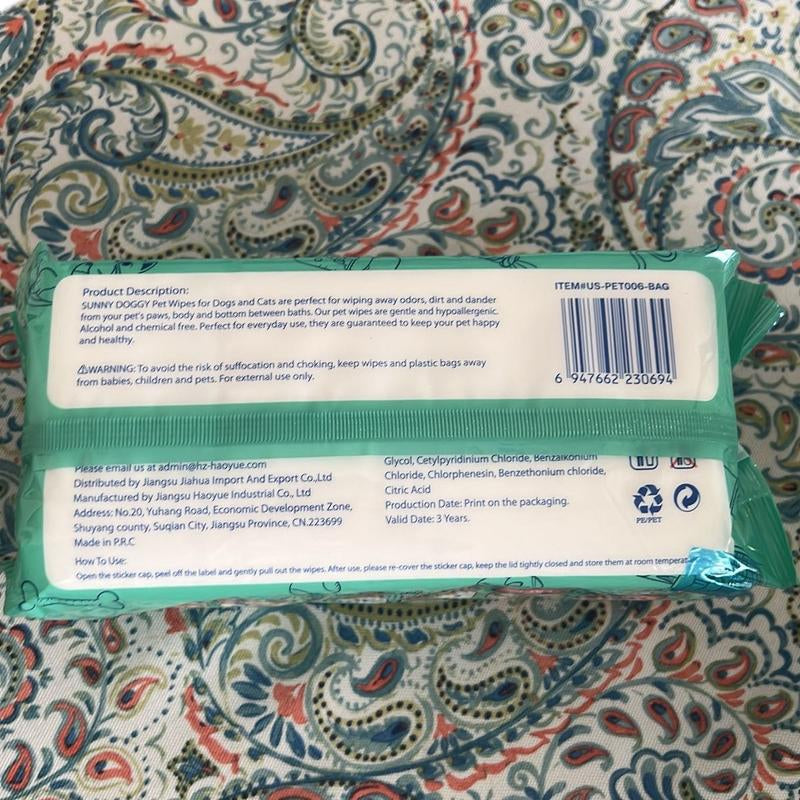 Product Description:
SUNNY DOGGY Pet Wipes for Dogs and Cats are perfect for wiping away odors, dirt and dander
from your pet's paws, body and bottom between baths. Our pet wipes are gentle and hypoallergenic.
Alcohol and chemical free. Perfect for everyday use, they are guaranteed to keep your pet happy
and healthy.
⚠WARNING: To avoid the risk of suffocation and choking, keep wipes and plastic bags away
from babies, children and pets. For external use only.
ITEM#US-PET006-BAG
6 947662 230694
Please email us at admin@hz-haoyue.com
Distributed by Jiangsu Jiahua Import And Export Co.,Ltd
Manufactured by Jiangsu Haoyue Industrial Co., Ltd
Address: No.20, Yuhang Road, Economic Development Zone,
Shuyang county, Suqian City, Jiangsu Province, CN.223699
Made in P.R.C
Glycol, Cetylpyridinium Chloride, Benzalkonium
Chloride, Chlorphenesin, Benzethonium chloride,
Citric Acid
Production Date: Print on the packaging.
Valid Date: 3 Years.
PE/PET
How To Use:
Open the sticker cap, peel off the label and gently pull out the wipes. After use, please re-cover the sticker cap, keep the lid tightly closed and store them at room